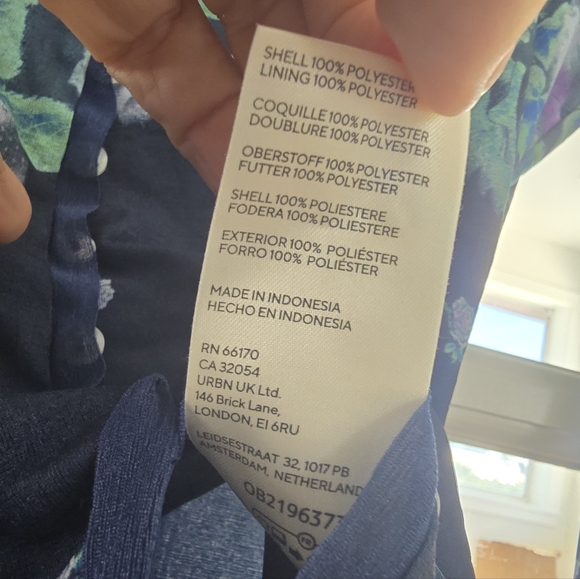 SHELL 100% POLYESTER
LINING 100% POLYESTER
COQUILLE 100% POLYESTER
DOUBLURE 100% POLYESTER
OBERSTOFF 100% POLYESTER
FUTTER 100% POLYESTER
SHELL 100% POLIESTERE
FODERA 100% POLIESTERE
EXTERIOR 100% POLIÉSTER
FORRO 100% POLIÉSTER
MADE IN INDONESIA
HECHO EN INDONESIA
RN 66170
CA 32054
URBN UK Ltd.
146 Brick Lane,
LONDON, E1 6RU
LEIDSESTRAAT 32, 1017 PB
AMSTERDAM, NETHERLAND
OB219637